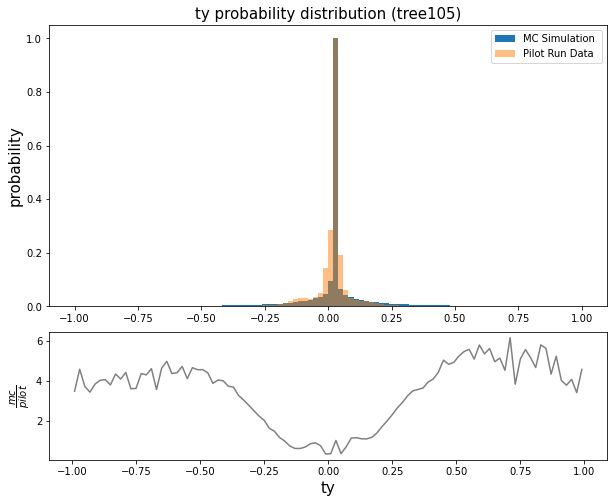 ty probability distribution (tree105)
MC Simulation
Pilot Run Data
probability
1.0
0.8
0.6
0.4
0.2
0.0
−1.00 −0.75 −0.50 −0.25 0.00 0.25 0.50 0.75 1.00
mc
pilot
6
4
2
−1.00 −0.75 −0.50 −0.25 0.00 0.25 0.50 0.75 1.00
ty